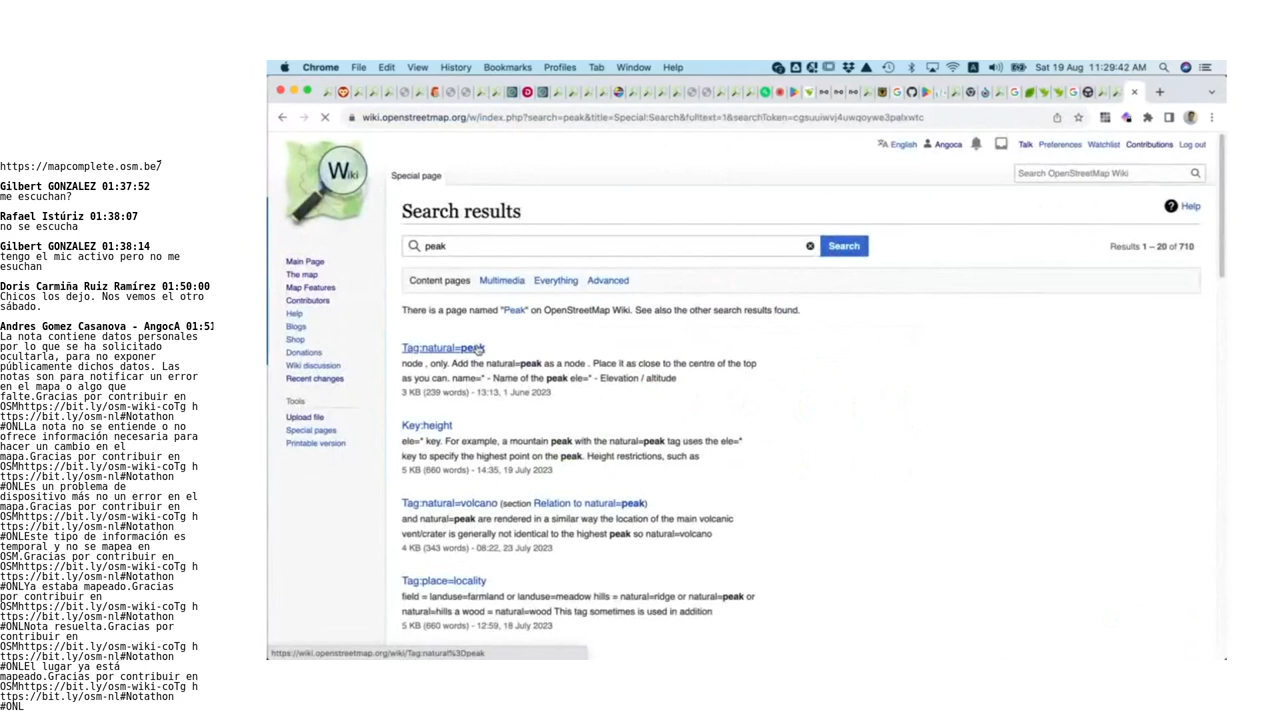 https://mapcomplete.osm.be/
Gilbert GONZALEZ 01:37:52
me escuchan?
Rafael Istúriz 01:38:07
no se escucha
Gilbert GONZALEZ 01:38:14
tengo el mic activo pero no me
esuchan
Doris Carmiña Ruiz Ramírez 01:50:00
Chicos los dejo. Nos vemos el otro
sábado.
Andres Gomez Casanova - AngocA 01:51
La nota contiene datos personales
por lo que se ha solicitado
ocultarla, para no exponer
públicamente dichos datos. Las
notas son para notificar un error
en el mapa o algo que
falte.Gracias por contribuir en
OSMhttps://bit.ly/osm-wiki-coTg h
ttps://bit.ly/osm-nl#Notathon
#ONLLa nota no se entiende o no
ofrece información necesaria para
hacer un cambio en el
mapa.Gracias por contribuir en
OSMhttps://bit.ly/osm-wiki-coTg h
ttps://bit.ly/osm-nl#Notathon
#ONLEs un problema de
dispositivo más no un error en el
mapa.Gracias por contribuir en
OSMhttps://bit.ly/osm-wiki-coTg h
ttps://bit.ly/osm-nl#Notathon
#ONLEste tipo de información es
temporal y no se mapea en
OSM.Gracias por contribuir en
OSMhttps://bit.ly/osm-wiki-coTg h
ttps://bit.ly/osm-nl#Notathon
#ONLYa estaba mapeado.Gracias
por contribuir en
OSMhttps://bit.ly/osm-wiki-coTg h
ttps://bit.ly/osm-nl#Notathon
#ONLNota resuelta.Gracias por
contribuir en
OSMhttps://bit.ly/osm-wiki-coTg h
ttps://bit.ly/osm-nl#Notathon
#ONLEl lugar ya está
mapeado.Gracias por contribuir en
OSMhttps://bit.ly/osm-wiki-coTg h
ttps://bit.ly/osm-nl#Notathon
#ONL
Chrome File Edit View History Bookmarks Profiles Tab Window Help Sat 19 Aug 11:29:42 AM
wiki.openstreetmap.org/w/index.php?search=peak&title=Special:Search&fulltext=1&searchToken=cgsuuiwvj4uwqoywe3palxwtc
Wiki
English Angoca Talk Preferences Watchlist Contributions Log out
Special page
Search OpenStreetMap Wiki
Search results
Help
peak
Search
Results 1 – 20 of 710
Content pages Multimedia Everything Advanced
There is a page named "Peak" on OpenStreetMap Wiki. See also the other search results found.
Tag:natural=peak
node , only. Add the natural=peak as a node . Place it as close to the centre of the top
as you can. name=* - Name of the peak ele=* - Elevation / altitude
3 KB (239 words) - 13:13, 1 June 2023
Key:height
ele=* key. For example, a mountain peak with the natural=peak tag uses the ele=*
key to specify the highest point on the peak. Height restrictions, such as
5 KB (660 words) - 14:35, 19 July 2023
Tag:natural=volcano (section Relation to natural=peak)
and natural=peak are rendered in a similar way the location of the main volcanic
vent/crater is generally not identical to the highest peak so natural=volcano
4 KB (343 words) - 08:22, 23 July 2023
Tag:place=locality
field = landuse=farmland or landuse=meadow hills = natural=ridge or natural=peak or
natural=hills a wood = natural=wood This tag sometimes is used in addition
5 KB (660 words) - 12:59, 18 July 2023
Main Page
The map
Map Features
Contributors
Help
Blogs
Shop
Donations
Wiki discussion
Recent changes
Tools
Upload file
Special pages
Printable version
https://wiki.openstreetmap.org/wiki/Tag:natural%3Dpeak